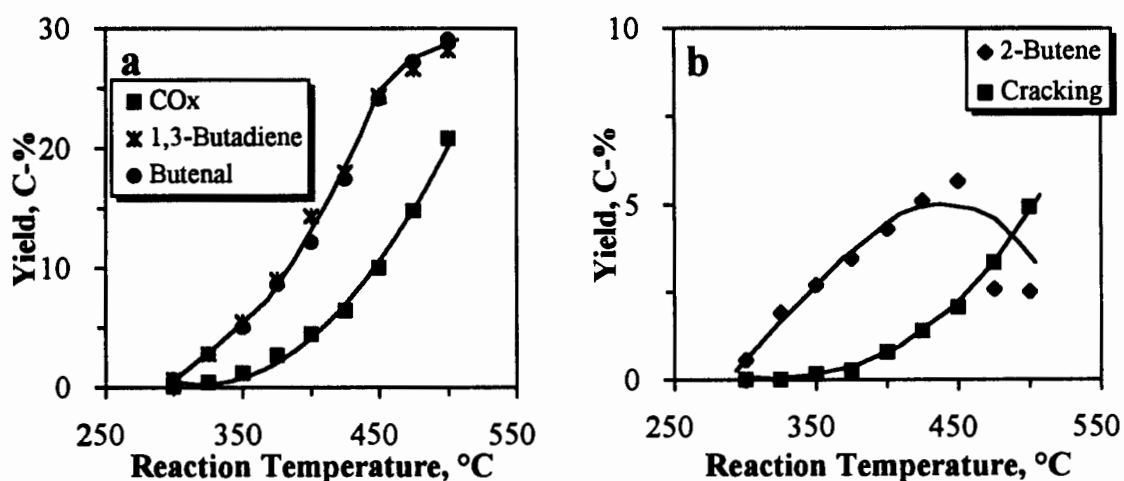 a
COx
1,3-Butadiene
Butenal
30
20
10
0
250
350
450
550
Yield, C-%
Reaction Temperature, °C
b
2-Butene
Cracking
10
5
0
250
350
450
550
Yield, C-%
Reaction Temperature, °C